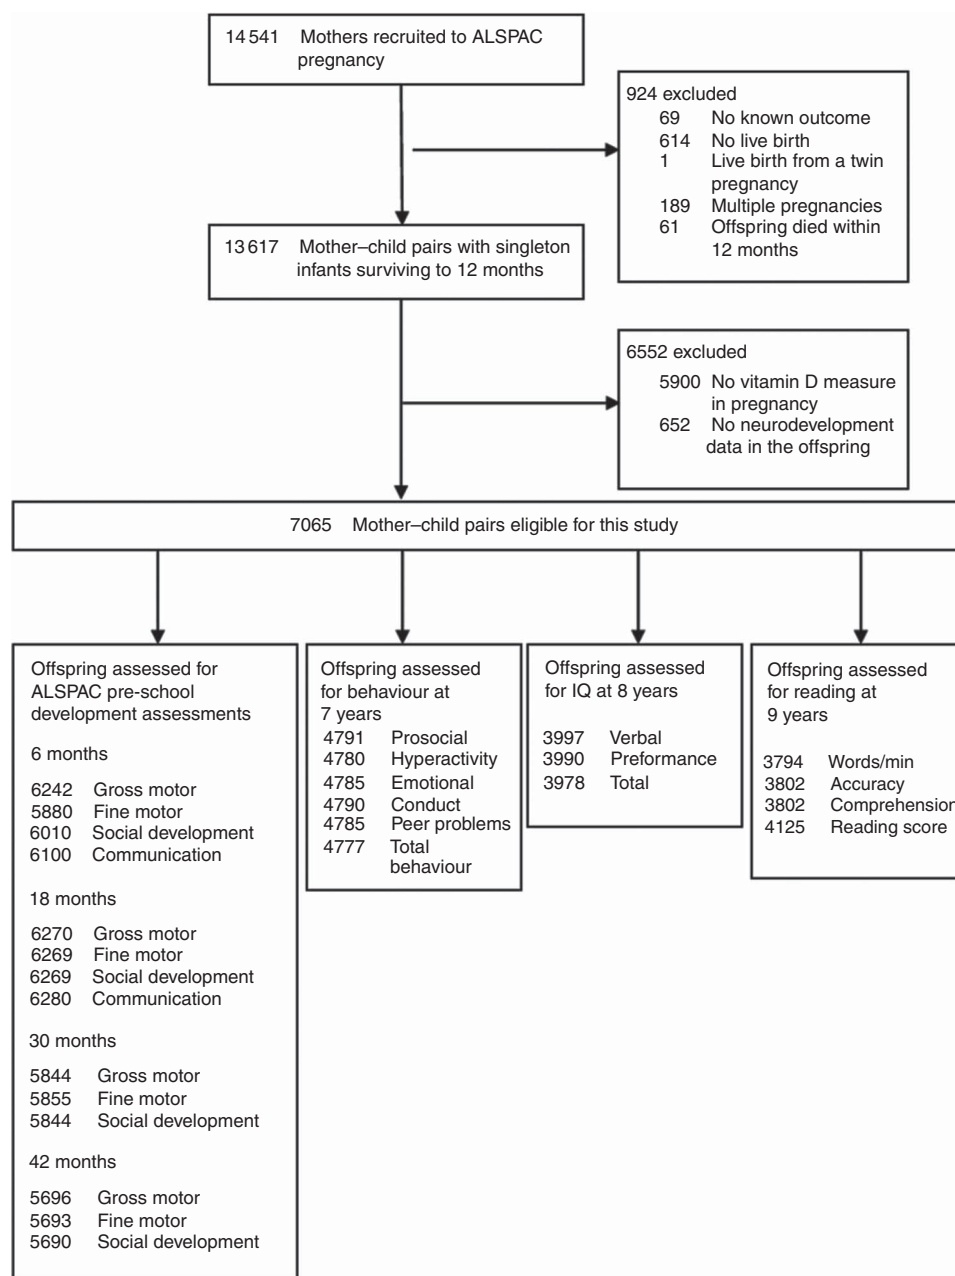 14 541 Mothers recruited to ALSPAC
pregnancy
924 excluded
69 No known outcome
614 No live birth
1 Live birth from a twin
pregnancy
189 Multiple pregnancies
61 Offspring died within
12 months
13 617 Mother–child pairs with singleton
infants surviving to 12 months
6552 excluded
5900 No vitamin D measure
in pregnancy
652 No neurodevelopment
data in the offspring
7065 Mother–child pairs eligible for this study
Offspring assessed for
ALSPAC pre-school
development assessments
6 months
6242 Gross motor
5880 Fine motor
6010 Social development
6100 Communication
18 months
6270 Gross motor
6269 Fine motor
6269 Social development
6280 Communication
30 months
5844 Gross motor
5855 Fine motor
5844 Social development
42 months
5696 Gross motor
5693 Fine motor
5690 Social development
Offspring assessed
for behaviour at
7 years
4791 Prosocial
4780 Hyperactivity
4785 Emotional
4790 Conduct
4785 Peer problems
4777 Total
behaviour
Offspring assessed
for IQ at 8 years
3997 Verbal
3990 Preformance
3978 Total
Offspring assessed
for reading at
9 years
3794 Words/min
3802 Accuracy
3802 Comprehension
4125 Reading score